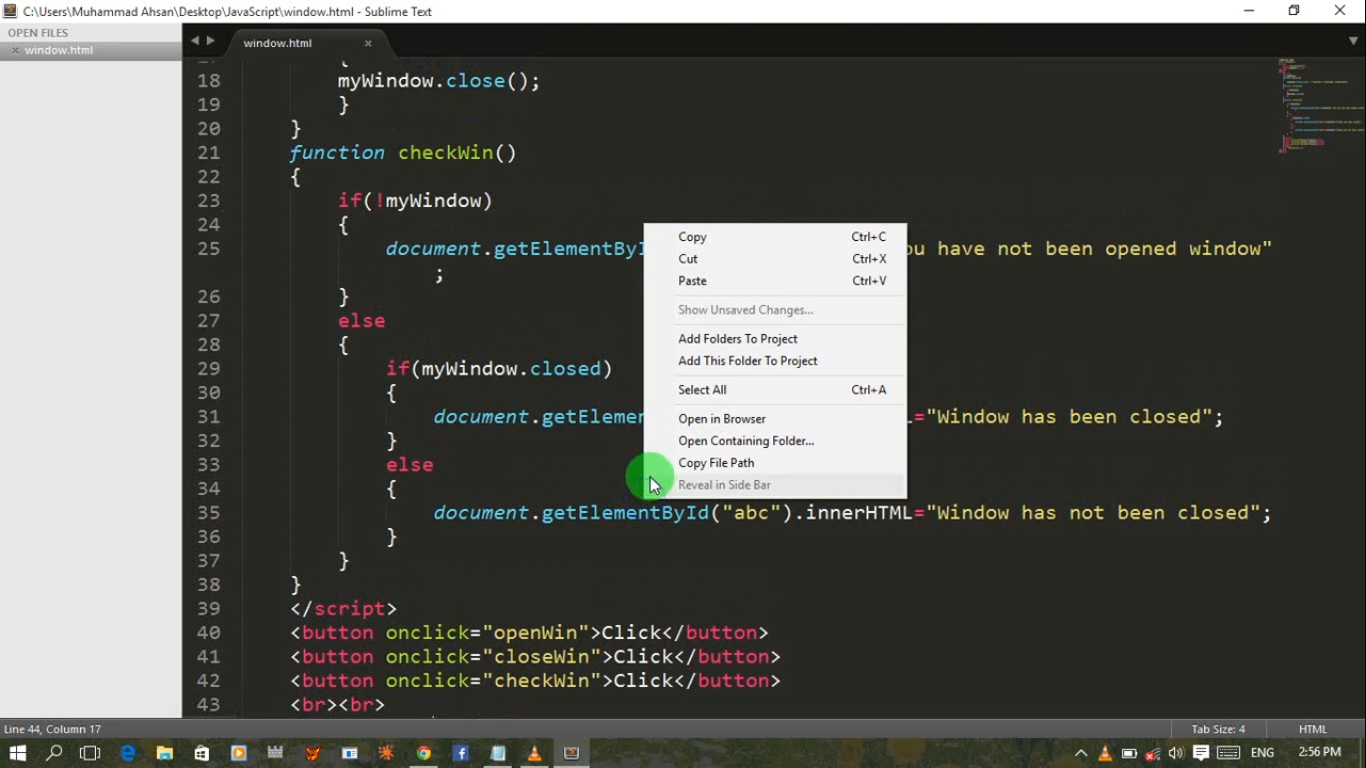 C:\Users\Muhammad Ahsan\Desktop\JavaScript\window.html - Sublime Text
OPEN FILES
window.html
window.html
18 myWindow.close();
19 }
20 }
21 function checkWin()
22 {
23 if(!myWindow)
24 {
25 document.getElementByI ou have not been opened window"
;
26 }
27 else
28 {
29 if(myWindow.closed)
30 {
31 document.getElemen L="Window has been closed";
32 }
33 else
34 {
35 document.getElementById("abc").innerHTML="Window has not been closed";
36 }
37 }
38 }
39 </script>
40 <button onclick="openWin">Click</button>
41 <button onclick="closeWin">Click</button>
42 <button onclick="checkWin">Click</button>
43 <br><br>
Copy Ctrl+C
Cut Ctrl+X
Paste Ctrl+V
Show Unsaved Changes...
Add Folders To Project
Add This Folder To Project
Select All Ctrl+A
Open in Browser
Open Containing Folder...
Copy File Path
Reveal in Side Bar
Line 44, Column 17
Tab Size: 4
HTML
ENG
2:56 PM